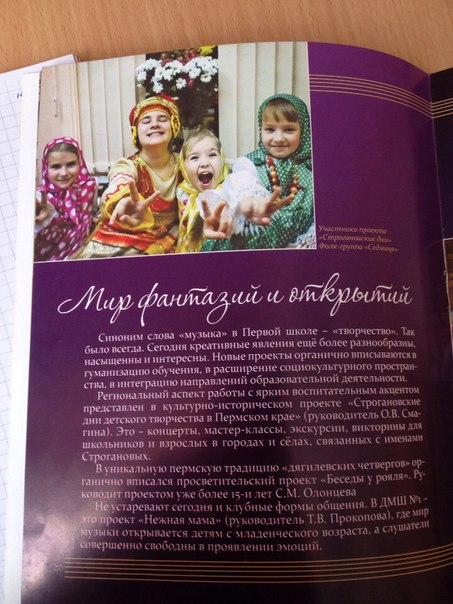 Участники проекта
«Строгановские дни».
Фолк-группа «Седмица»
Мир фантазий и открытий
Синоним слова «музыка» в Первой школе – «творчество». Так
было всегда. Сегодня креативные явления ещё более разнообразны,
насыщенны и интересны. Новые проекты органично вписываются в
гуманизацию обучения, в расширение социокультурного простран-
ства, в интеграцию направлений образовательной деятельности.
Региональный аспект работы с ярким воспитательным акцентом
представлен в культурно-историческом проекте «Строгановские
дни детского творчества в Пермском крае» (руководитель О.В. Сма-
гина). Это – концерты, мастер-классы, экскурсии, викторины для
школьников и взрослых в городах и сёлах, связанных с именами
Строгановых.
В уникальную пермскую традицию «дягилевских четвергов» ор-
ганично вписался просветительский проект «Беседы у рояля». Ру-
ководит проектом уже более 15-и лет С.М. Олонцева
Не устаревают сегодня и клубные формы общения. В ДМШ №1 –
это проект «Нежная мама» (руководитель Т.В. Прокопова), где мир
музыки открывается детям с младенческого возраста, а слушатели
совершенно свободны в проявлении эмоций.
20